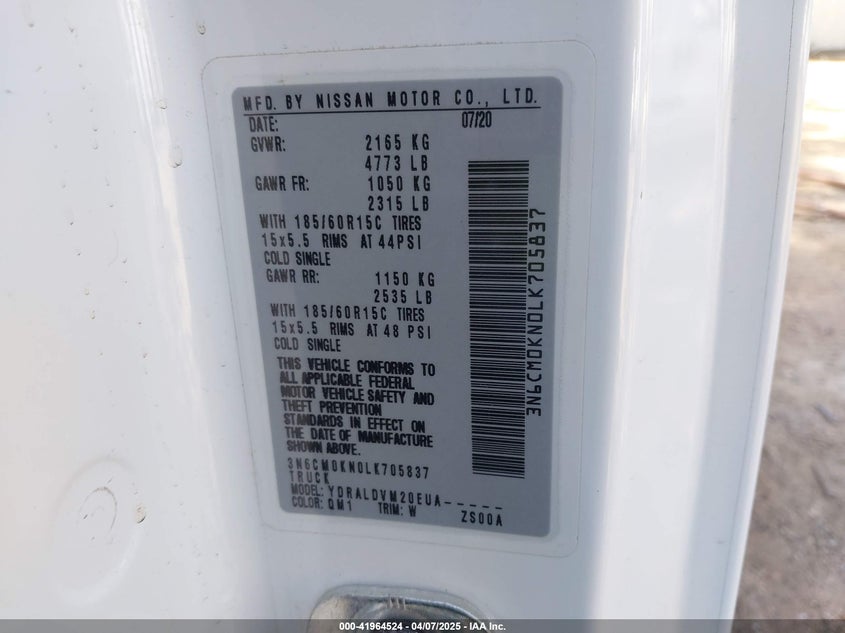 MFD. BY NISSAN MOTOR CO., LTD.
DATE: 07/20
GVWR: 2165 KG
4773 LB
GAWR FR: 1050 KG
2315 LB
WITH 185/60R15C TIRES
15x5.5 RIMS AT 44PSI
COLD SINGLE
GAWR RR: 1150 KG
2535 LB
WITH 185/60R15C TIRES
15x5.5 RIMS AT 48 PSI
COLD SINGLE
THIS VEHICLE CONFORMS TO
ALL APPLICABLE FEDERAL
MOTOR VEHICLE SAFETY AND
THEFT PREVENTION
STANDARDS IN EFFECT ON
THE DATE OF MANUFACTURE
SHOWN ABOVE.
3N6CM0KN0LK705837
TRUCK
MODEL: YDRALDVM20EUA-----
COLOR: QM1 TRIM: W ZS00A
3N6CM0KN0LK705837
000-41964524 - 04/07/2025 - IAA, Inc.